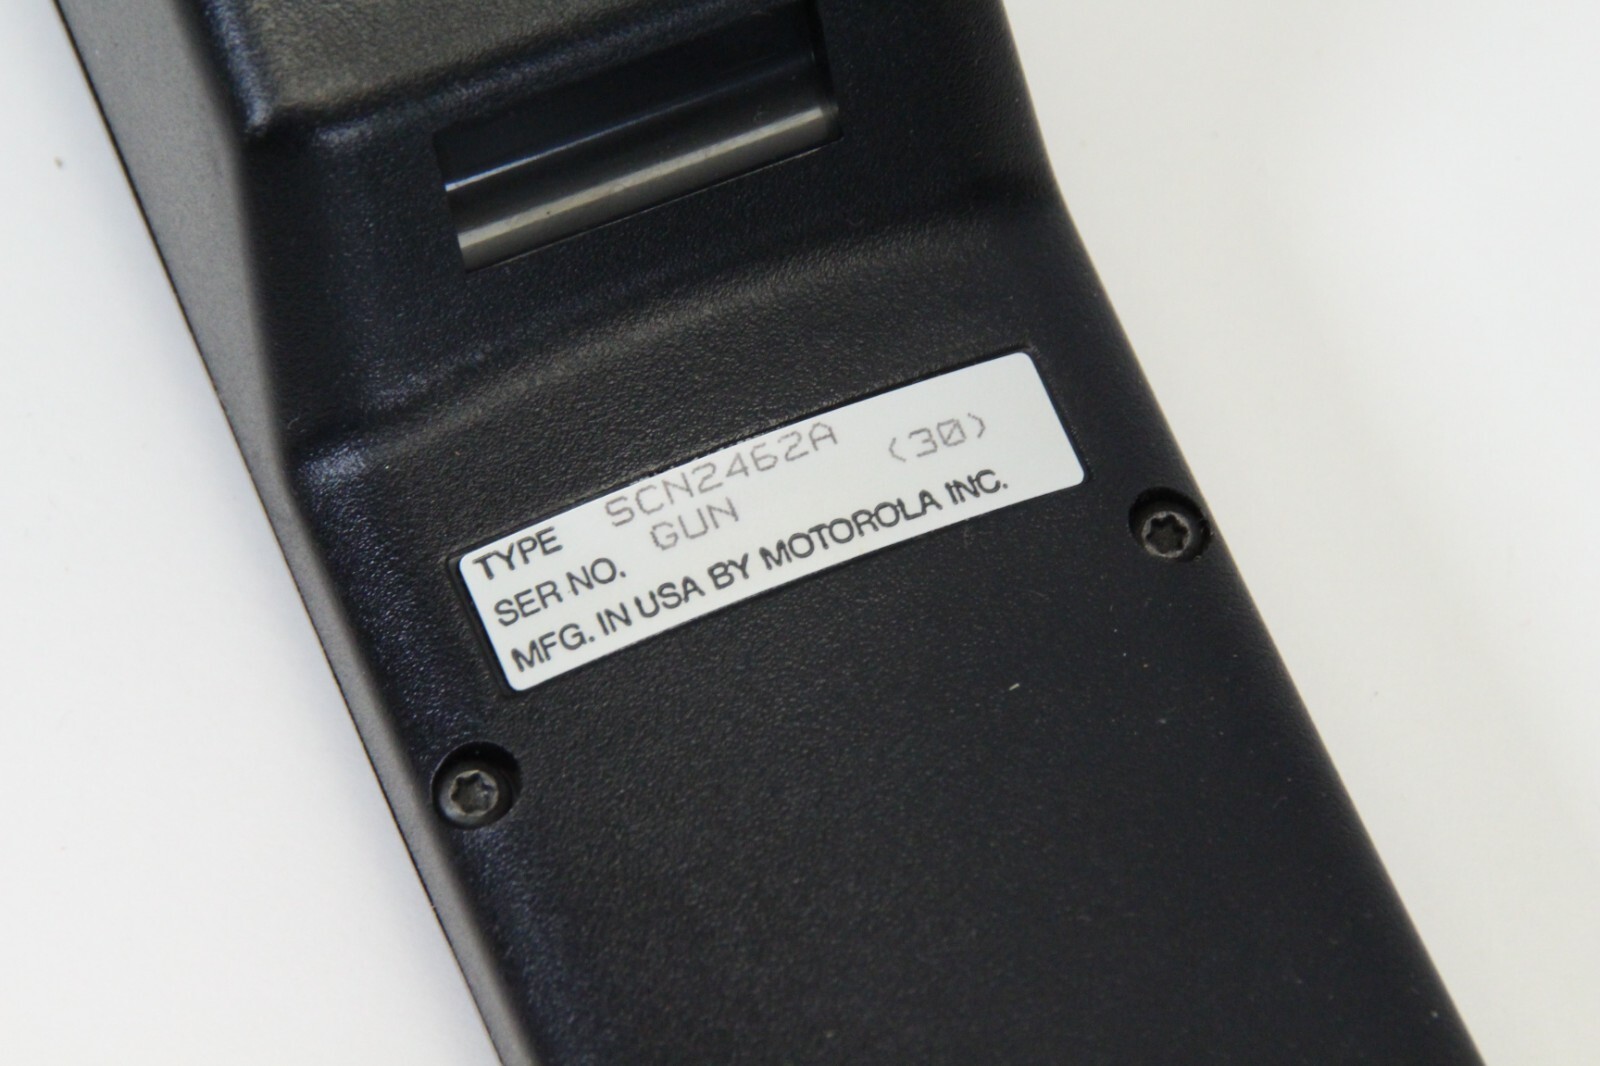 TYPE SCN2462A
SER NO. GUN (30)
MFG. IN USA BY MOTOROLA INC.